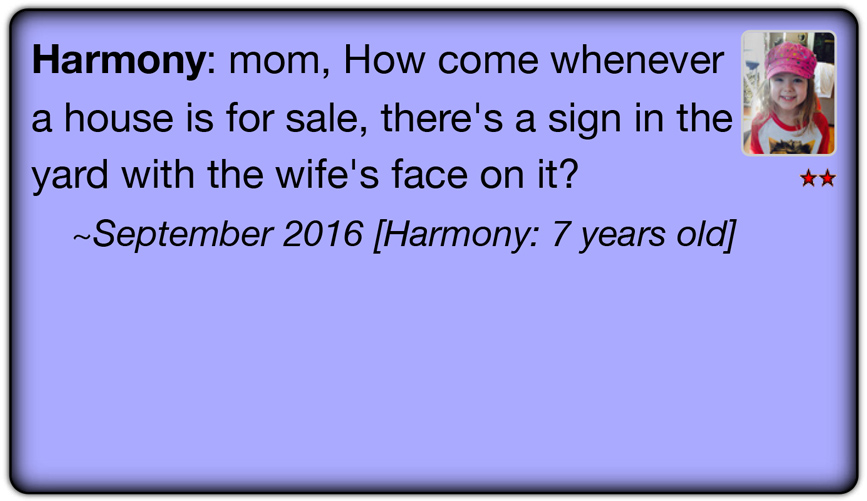 Harmony: mom, How come whenever
a house is for sale, there's a sign in the
yard with the wife's face on it?
~September 2016 [Harmony: 7 years old]